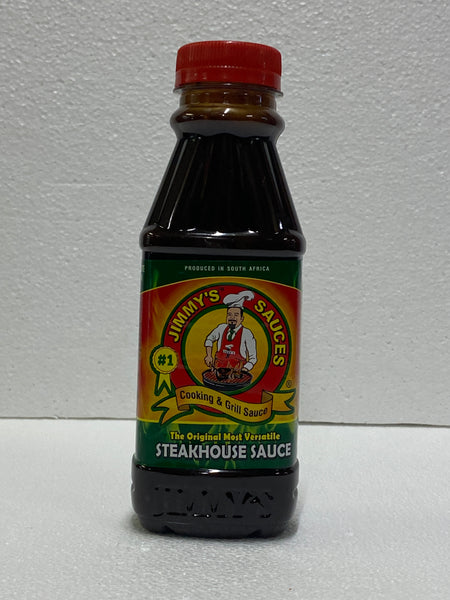 PRODUCED IN SOUTH AFRICA
JIMMY'S SAUCES
#1
®
Cooking & Grill Sauce
The Original Most Versatile
STEAKHOUSE SAUCE
JIMMY'S